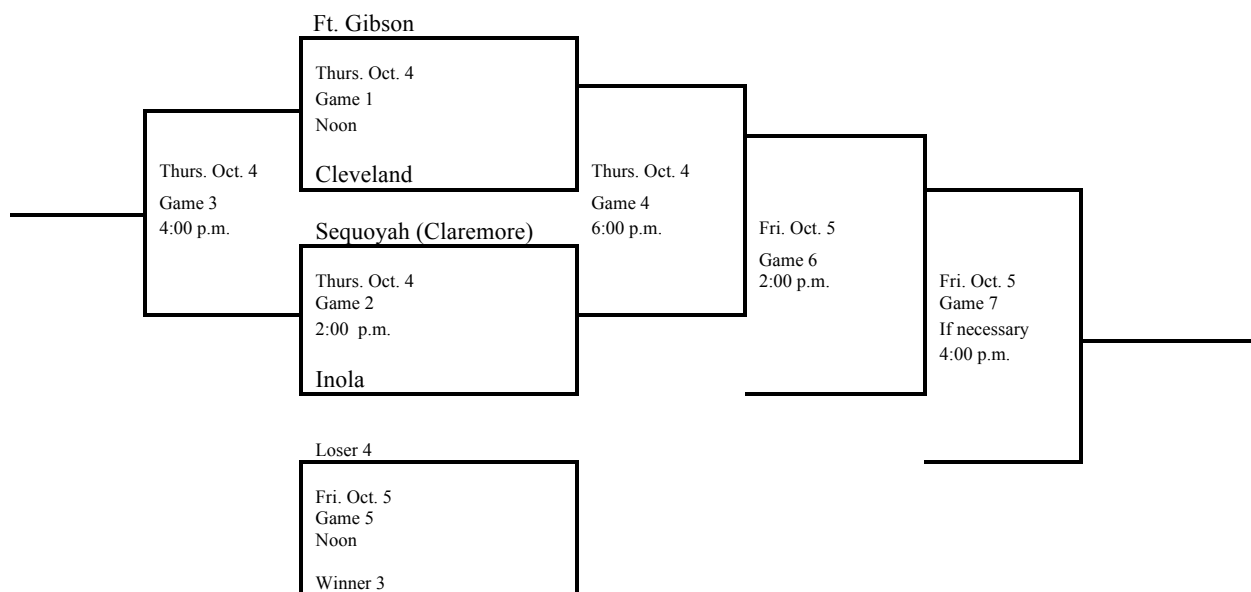 Ft. Gibson
Thurs. Oct. 4
Game 1
Noon
Cleveland
Thurs. Oct. 4
Game 3
4:00 p.m.
Thurs. Oct. 4
Game 4
6:00 p.m.
Sequoyah (Claremore)
Thurs. Oct. 4
Game 2
2:00 p.m.
Inola
Fri. Oct. 5
Game 6
2:00 p.m.
Fri. Oct. 5
Game 7
If necessary
4:00 p.m.
Loser 4
Fri. Oct. 5
Game 5
Noon
Winner 3